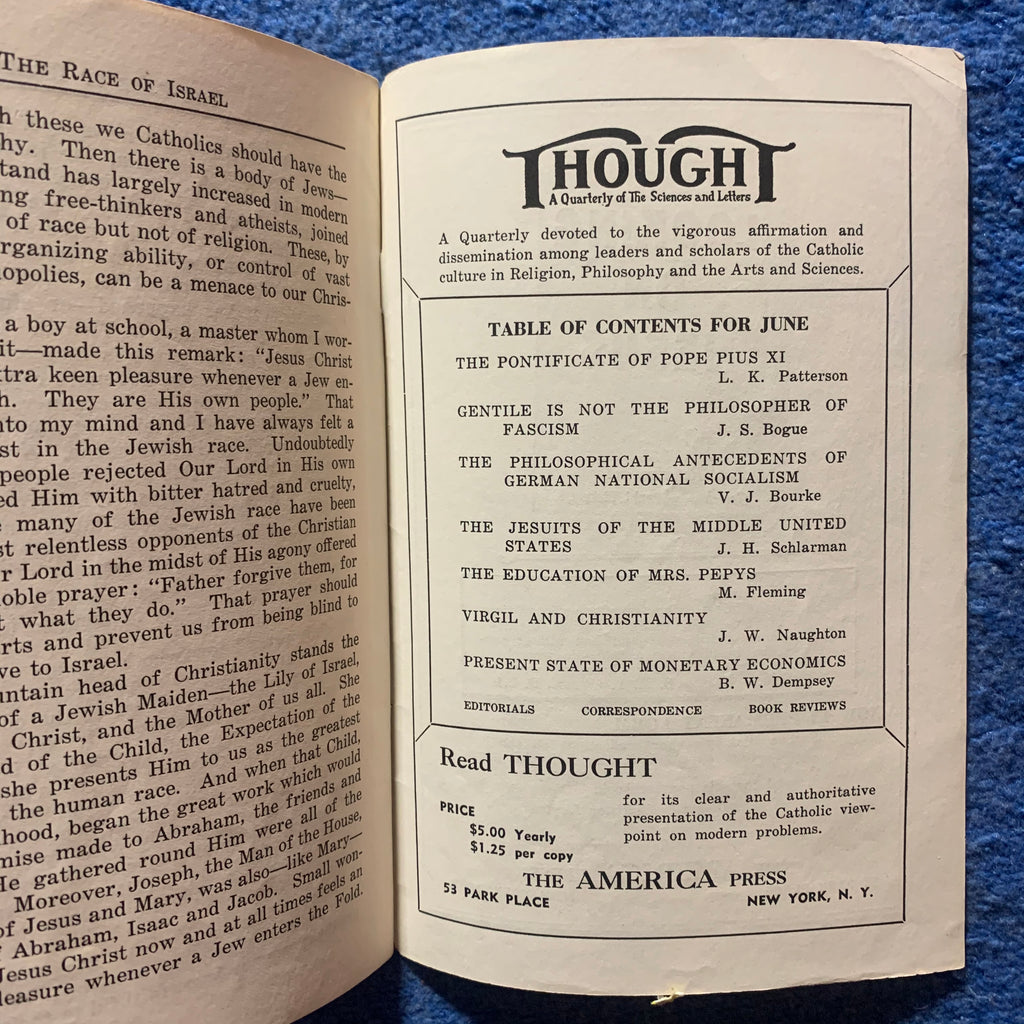 THE RACE OF ISRAEL
these we Catholics should have the
Then there is a body of Jews—
has largely increased in modern
free-thinkers and atheists, joined
of race but not of religion. These, by
ability, or control of vast
can be a menace to our Chris-
a boy at school, a master whom I wor-
it—made this remark: "Jesus Christ
keen pleasure whenever a Jew en-
They are His own people." That
my mind and I have always felt a
in the Jewish race. Undoubtedly
people rejected Our Lord in His own
Him with bitter hatred and cruelty,
many of the Jewish race have been
relentless opponents of the Christian
Lord in the midst of His agony offered
prayer: "Father forgive them, for
what they do." That prayer should
and prevent us from being blind to
to Israel.
head of Christianity stands the
of a Jewish Maiden—the Lily of Israel,
Christ, and the Mother of us all. She
of the Child, the Expectation of the
she presents Him to us as the greatest
the human race. And when that Child,
began the great work which would
made to Abraham, the friends and
He gathered round Him were all of the
Moreover, Joseph, the Man of the House,
of Jesus and Mary, was also—like Mary—
Abraham, Isaac and Jacob. Small won-
Jesus Christ now and at all times feels an
whenever a Jew enters the Fold.
THOUGHT
A Quarterly of The Sciences and Letters
A Quarterly devoted to the vigorous affirmation and
dissemination among leaders and scholars of the Catholic
culture in Religion, Philosophy and the Arts and Sciences.
TABLE OF CONTENTS FOR JUNE
THE PONTIFICATE OF POPE PIUS XI
L. K. Patterson
GENTILE IS NOT THE PHILOSOPHER OF
FASCISM J. S. Bogue
THE PHILOSOPHICAL ANTECEDENTS OF
GERMAN NATIONAL SOCIALISM
V. J. Bourke
THE JESUITS OF THE MIDDLE UNITED
STATES J. H. Schlarman
THE EDUCATION OF MRS. PEPYS
M. Fleming
VIRGIL AND CHRISTIANITY
J. W. Naughton
PRESENT STATE OF MONETARY ECONOMICS
B. W. Dempsey
EDITORIALS CORRESPONDENCE BOOK REVIEWS
Read THOUGHT
PRICE
$5.00 Yearly
$1.25 per copy
for its clear and authoritative
presentation of the Catholic view-
point on modern problems.
THE AMERICA PRESS
53 PARK PLACE NEW YORK, N. Y.